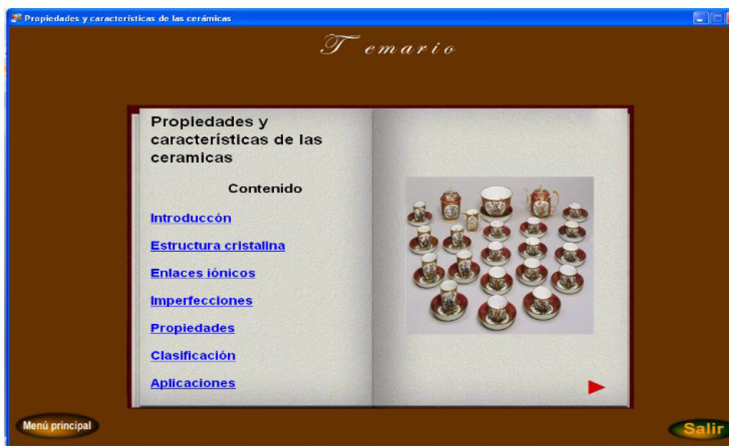 Propiedades y características de las cerámicas
Temario
Propiedades y
características de las
ceramicas
Contenido
Introduccón
Estructura cristalina
Enlaces iónicos
Imperfecciones
Propiedades
Clasificación
Aplicaciones
Menú principal
Salir